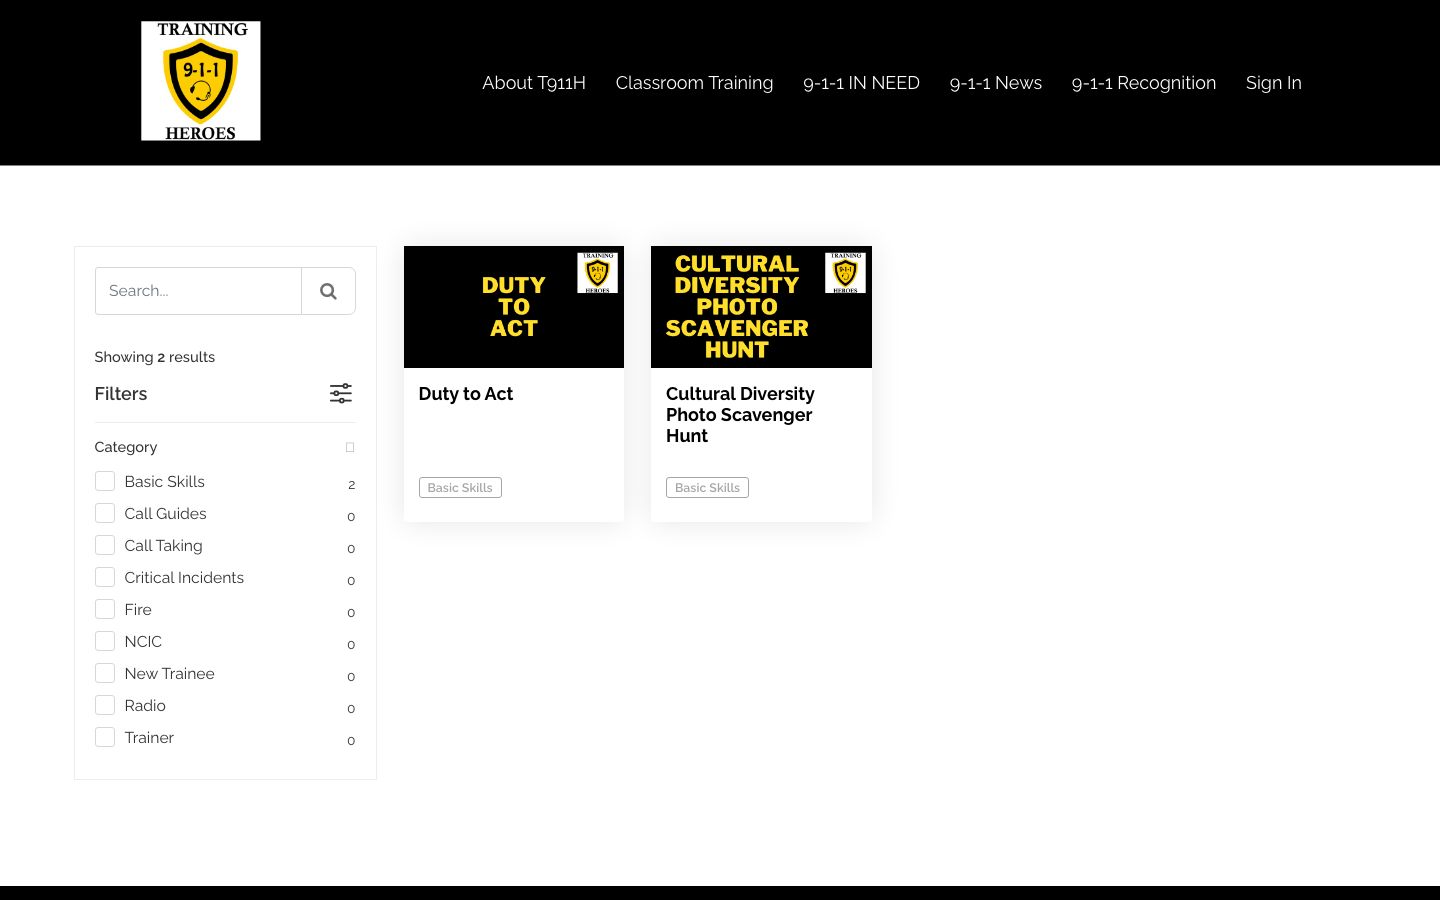 TRAINING
9-1-1
HEROES
About T911H
Classroom Training
9-1-1 IN NEED
9-1-1 News
9-1-1 Recognition
Sign In
Search...
Showing 2 results
Filters
Category
Basic Skills 2
Call Guides 0
Call Taking 0
Critical Incidents 0
Fire 0
NCIC 0
New Trainee 0
Radio 0
Trainer 0
DUTY
TO
ACT
TRAINING
9-1-1
HEROES
Duty to Act
Basic Skills
CULTURAL
DIVERSITY
PHOTO
SCAVENGER
HUNT
TRAINING
9-1-1
HEROES
Cultural Diversity
Photo Scavenger
Hunt
Basic Skills